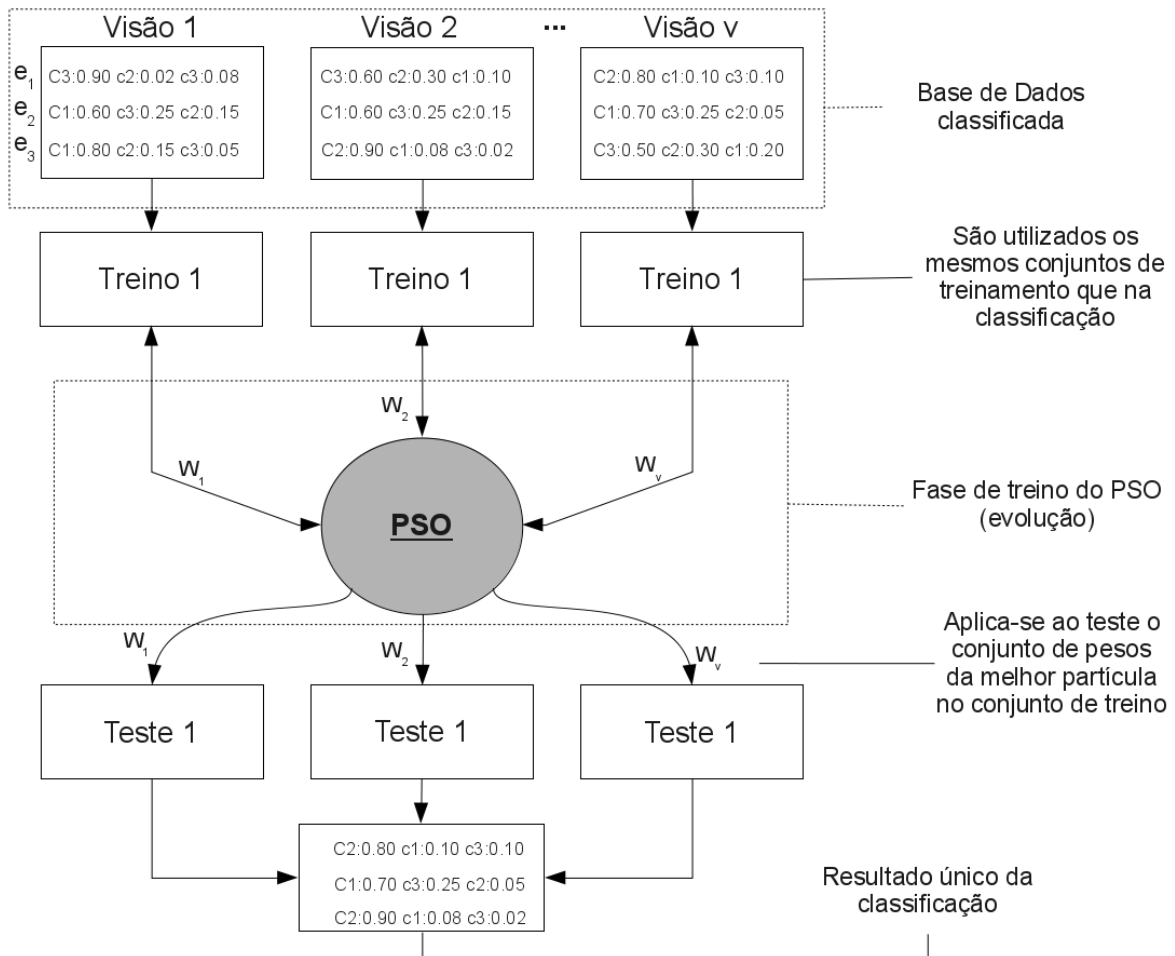 Visão 1
Visão 2
...
Visão v
e1
e2
e3
C3:0.90 c2:0.02 c3:0.08
C1:0.60 c3:0.25 c2:0.15
C1:0.80 c2:0.15 c3:0.05
C3:0.60 c2:0.30 c1:0.10
C1:0.60 c3:0.25 c2:0.15
C2:0.90 c1:0.08 c3:0.02
C2:0.80 c1:0.10 c3:0.10
C1:0.70 c3:0.25 c2:0.05
C3:0.50 c2:0.30 c1:0.20
Base de Dados
classificada
Treino 1
Treino 1
Treino 1
São utilizados os
mesmos conjuntos de
treinamento que na
classificação
w1
w2
wv
PSO
Fase de treino do PSO
(evolução)
w1
w2
wv
Aplica-se ao teste o
conjunto de pesos
da melhor partícula
no conjunto de treino
Teste 1
Teste 1
Teste 1
C2:0.80 c1:0.10 c3:0.10
C1:0.70 c3:0.25 c2:0.05
C2:0.90 c1:0.08 c3:0.02
Resultado único da
classificação